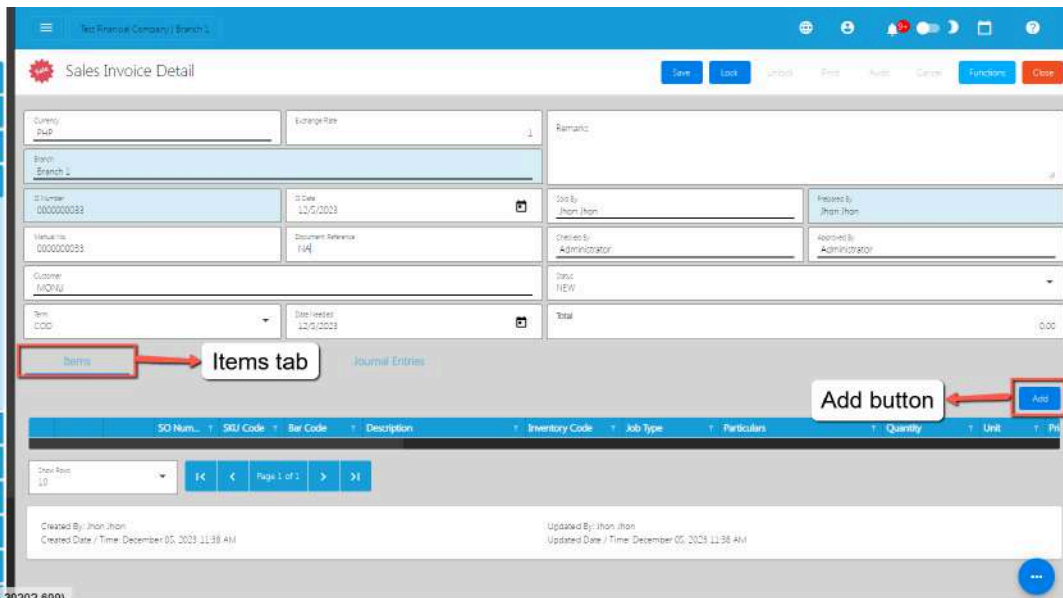 Test Financial Company | Branch 1
9+
Sale
Sales Invoice Detail
Save
Lock
Unlock
Print
Audit
Cancel
Functions
Close
Currency
PHP
Exchange Rate
1
Remarks
Branch
Branch 1
SI Number
0000000033
SI Date
12/5/2023
Sold By
Jhon Jhon
Prepared By
Jhon Jhon
Manual No.
0000000033
Document Reference
NA
Checked By
Administrator
Approved By
Administrator
Customer
MONU
Status
NEW
Term
COD
Date Needed
12/5/2023
Total
0.00
Items
Items tab
Journal Entries
Add button
Add
SO Num... SKU Code Bar Code Description Inventory Code Job Type Particulars Quantity Unit Pri
Show Rows
10
Page 1 of 1
Created By: Jhon Jhon
Created Date / Time: December 05, 2023 11:38 AM
Updated By: Jhon Jhon
Updated Date / Time: December 05, 2023 11:38 AM